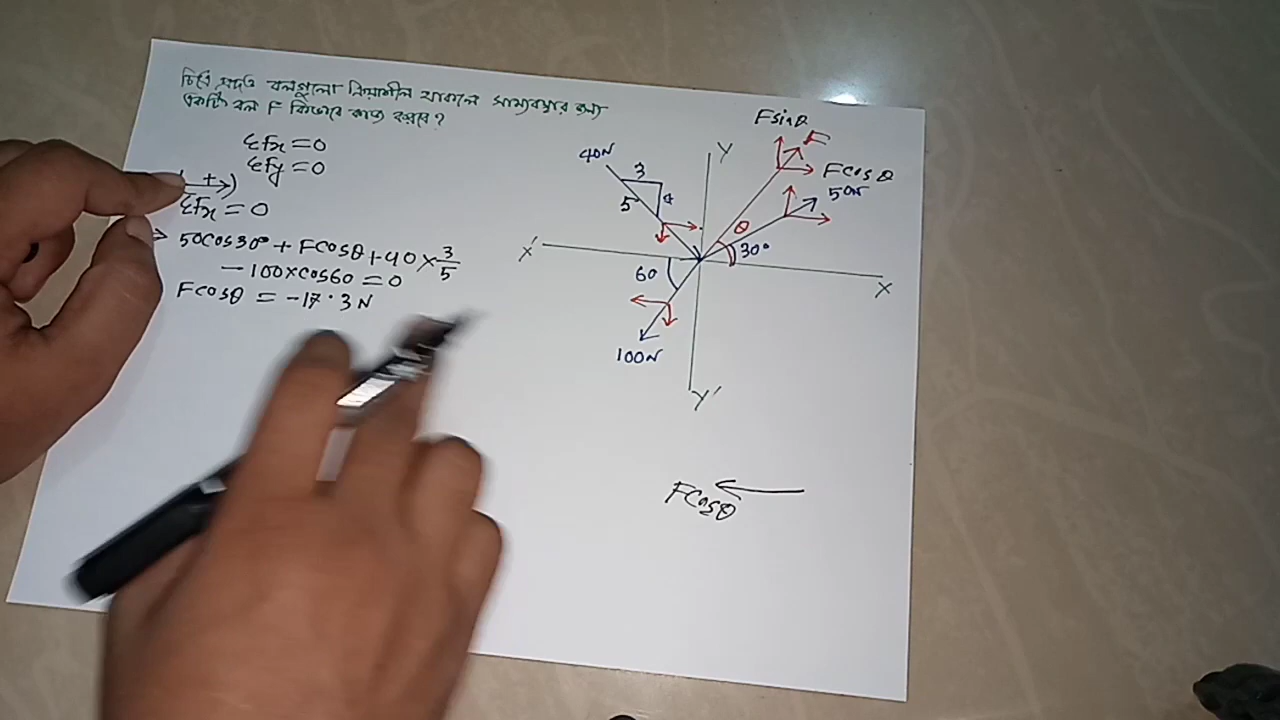 চিত্রে প্রদত্ত বলগুলো ক্রিয়াশীল থাকলে সাম্যবস্থার জন্য
একটি বল F কিভাবে কাজ করবে?
Σfx = 0
Σfy = 0
+
Σfx = 0
⇒ 50cos30° + Fcosθ + 40 × 3/5
− 100×cos60 = 0
Fcosθ = −17.3 N
Fsinθ
F
Fcosθ
50N
40N
3
4
5
Y
θ
30°
X'
X
60
100N
Y'
Fcosθ